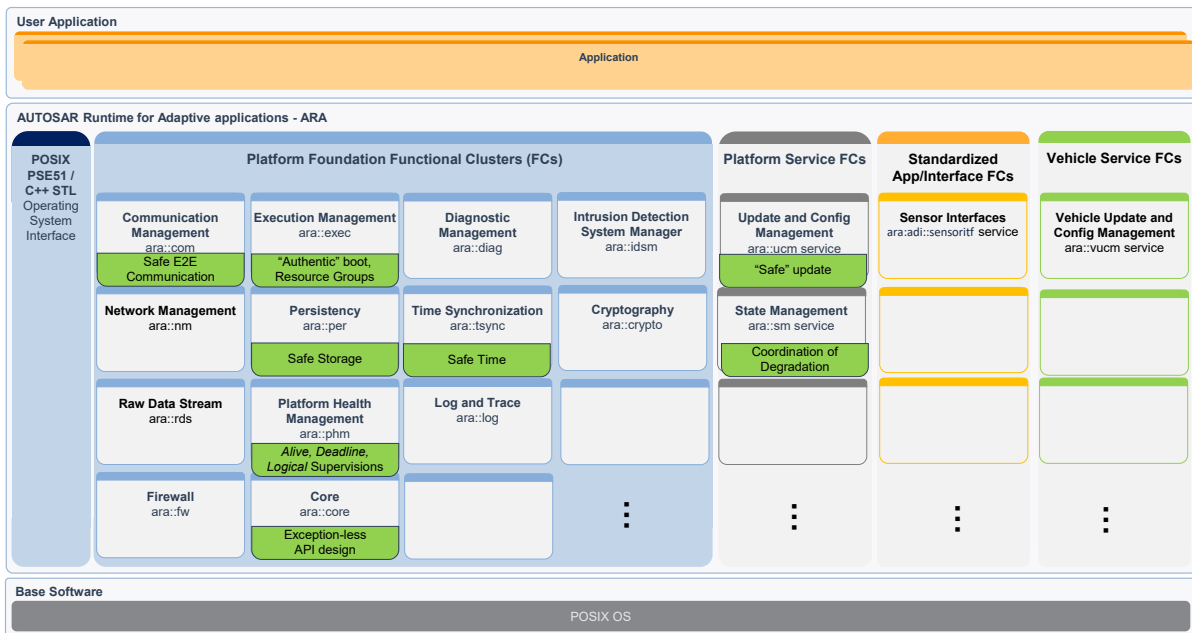 User Application
Application
AUTOSAR Runtime for Adaptive applications - ARA
POSIX
PSE51 /
C++ STL
Operating
System
Interface
Platform Foundation Functional Clusters (FCs)
Communication
Management
ara::com
Safe E2E
Communication
Execution Management
ara::exec
“Authentic” boot,
Resource Groups
Diagnostic
Management
ara::diag
Intrusion Detection
System Manager
ara::idsm
Network Management
ara::nm
Persistency
ara::per
Safe Storage
Time Synchronization
ara::tsync
Safe Time
Cryptography
ara::crypto
Raw Data Stream
ara::rds
Platform Health
Management
ara::phm
Alive, Deadline,
Logical Supervisions
Log and Trace
ara::log
Firewall
ara::fw
Core
ara::core
Exception-less
API design
Platform Service FCs
Update and Config
Management
ara::ucm service
“Safe” update
State Management
ara::sm service
Coordination of
Degradation
Standardized
App/Interface FCs
Sensor Interfaces
ara:adi::sensoritf service
Vehicle Service FCs
Vehicle Update and
Config Management
ara::vucm service
Base Software
POSIX OS